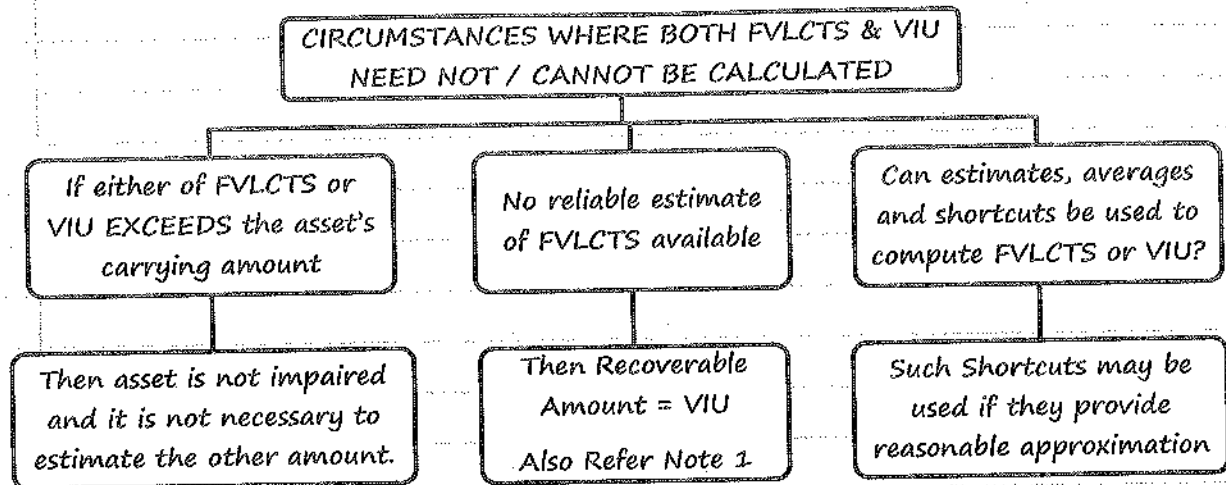 CIRCUMSTANCES WHERE BOTH FVLCTS & VIU
NEED NOT / CANNOT BE CALCULATED
If either of FVLCTS or
VIU EXCEEDS the asset's
carrying amount
Then asset is not impaired
and it is not necessary to
estimate the other amount.
No reliable estimate
of FVLCTS available
Then Recoverable
Amount = VIU
Also Refer Note 1
Can estimates, averages
and shortcuts be used to
compute FVLCTS or VIU?
Such Shortcuts may be
used if they provide
reasonable approximation